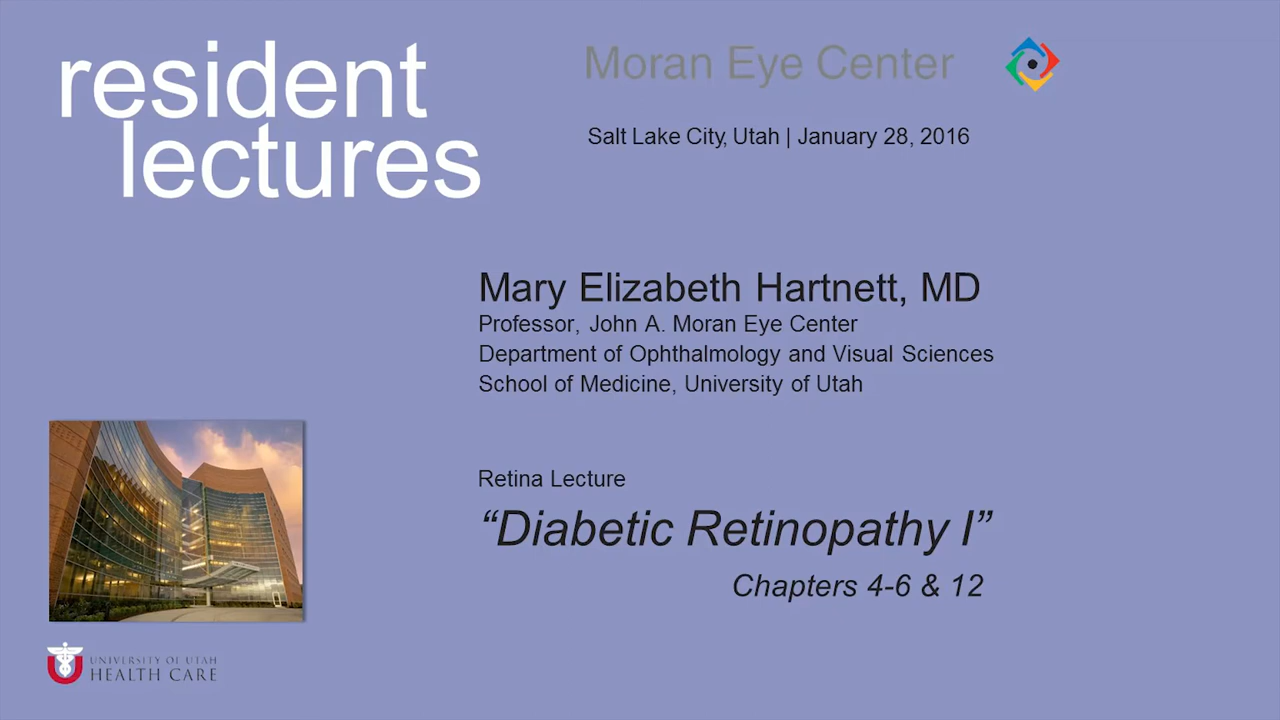 resident
lectures
Moran Eye Center
Salt Lake City, Utah | January 28, 2016
Mary Elizabeth Hartnett, MD
Professor, John A. Moran Eye Center
Department of Ophthalmology and Visual Sciences
School of Medicine, University of Utah
Retina Lecture
“Diabetic Retinopathy I”
Chapters 4-6 & 12
UNIVERSITY OF UTAH
HEALTH CARE